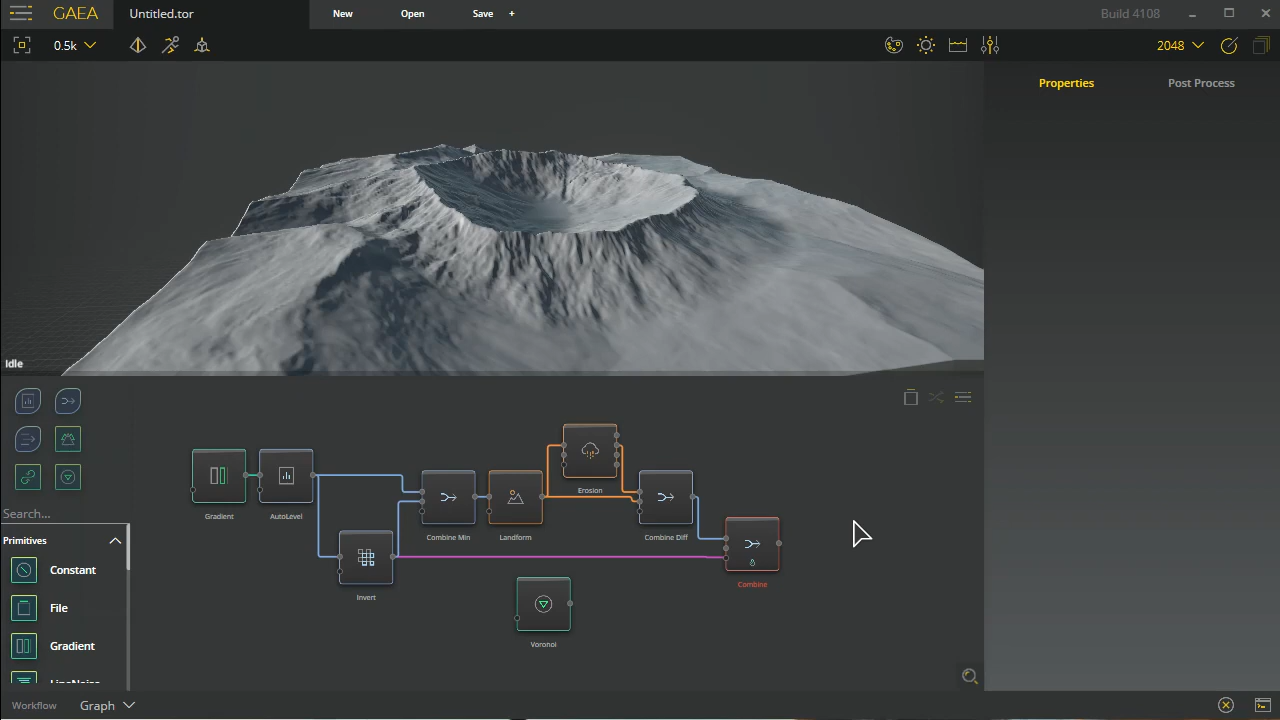 GAEA
Untitled.tor
New
Open
Save
+
Build 4108
0.5k
2048
Properties
Post Process
Idle
Erosion
Gradient
AutoLevel
Combine Min
Landform
Combine Diff
Combine
Invert
Voronoi
Search...
Primitives
Constant
File
Gradient
LineNoise
Workflow
Graph